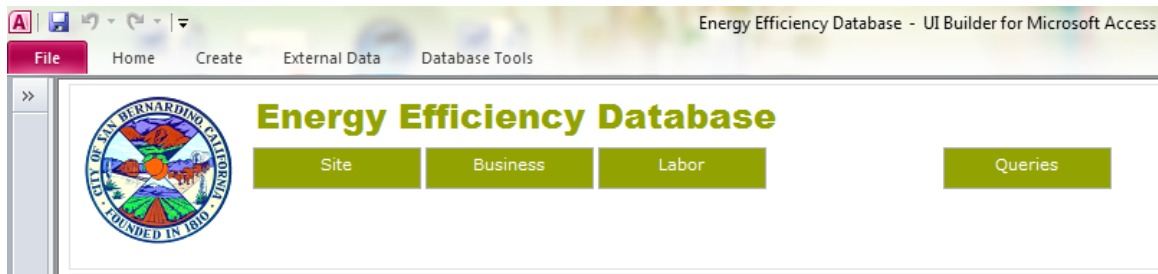 Energy Efficiency Database - UI Builder for Microsoft Access
File Home Create External Data Database Tools
»
CITY OF SAN BERNARDINO, CALIFORNIA
FOUNDED IN 1810
Energy Efficiency Database
Site Business Labor Queries